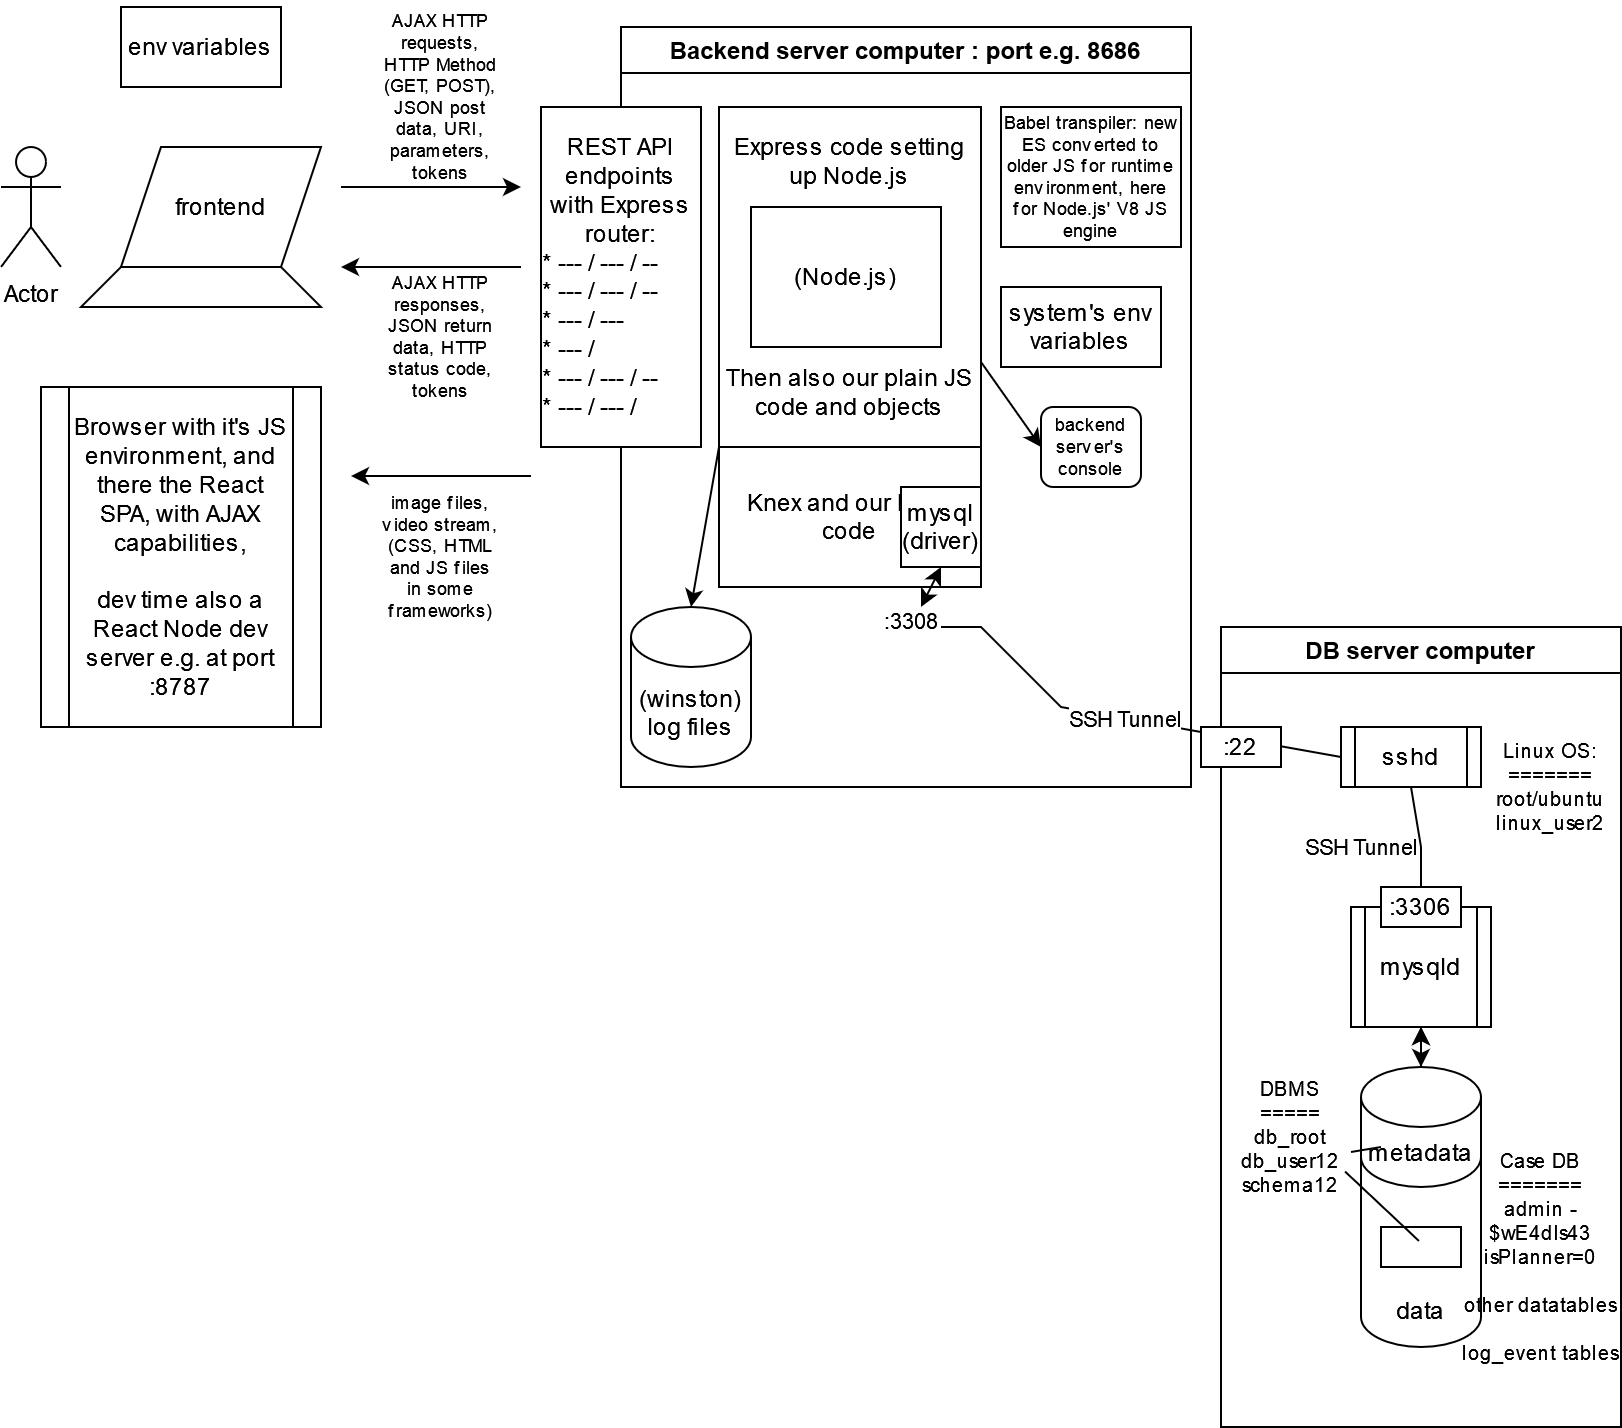 env variables
Actor
frontend
AJAX HTTP
requests,
HTTP Method
(GET, POST),
JSON post
data, URI,
parameters,
tokens
AJAX HTTP
responses,
JSON return
data, HTTP
status code,
tokens
Browser with it's JS
environment, and
there the React
SPA, with AJAX
capabilities,
dev time also a
React Node dev
server e.g. at port
:8787
image files,
video stream,
(CSS, HTML
and JS files
in some
frameworks)
Backend server computer : port e.g. 8686
REST API
endpoints
with Express
router:
* --- / --- / --
* --- / --- / --
* --- / ---
* --- /
* --- / --- / --
* --- / --- /
Express code setting
up Node.js
(Node.js)
Then also our plain JS
code and objects
Babel transpiler: new
ES converted to
older JS for runtime
environment, here
for Node.js' V8 JS
engine
system's env
variables
backend
server's
console
Knex and our
code
mysql
(driver)
:3308
(winston)
log files
SSH Tunnel
DB server computer
:22
sshd
Linux OS:
=======
root/ubuntu
linux_user2
SSH Tunnel
:3306
mysqld
DBMS
=====
db_root
db_user12
schema12
metadata
data
Case DB
=======
admin -
$wE4dls43
isPlanner=0
other datatables
log_event tables